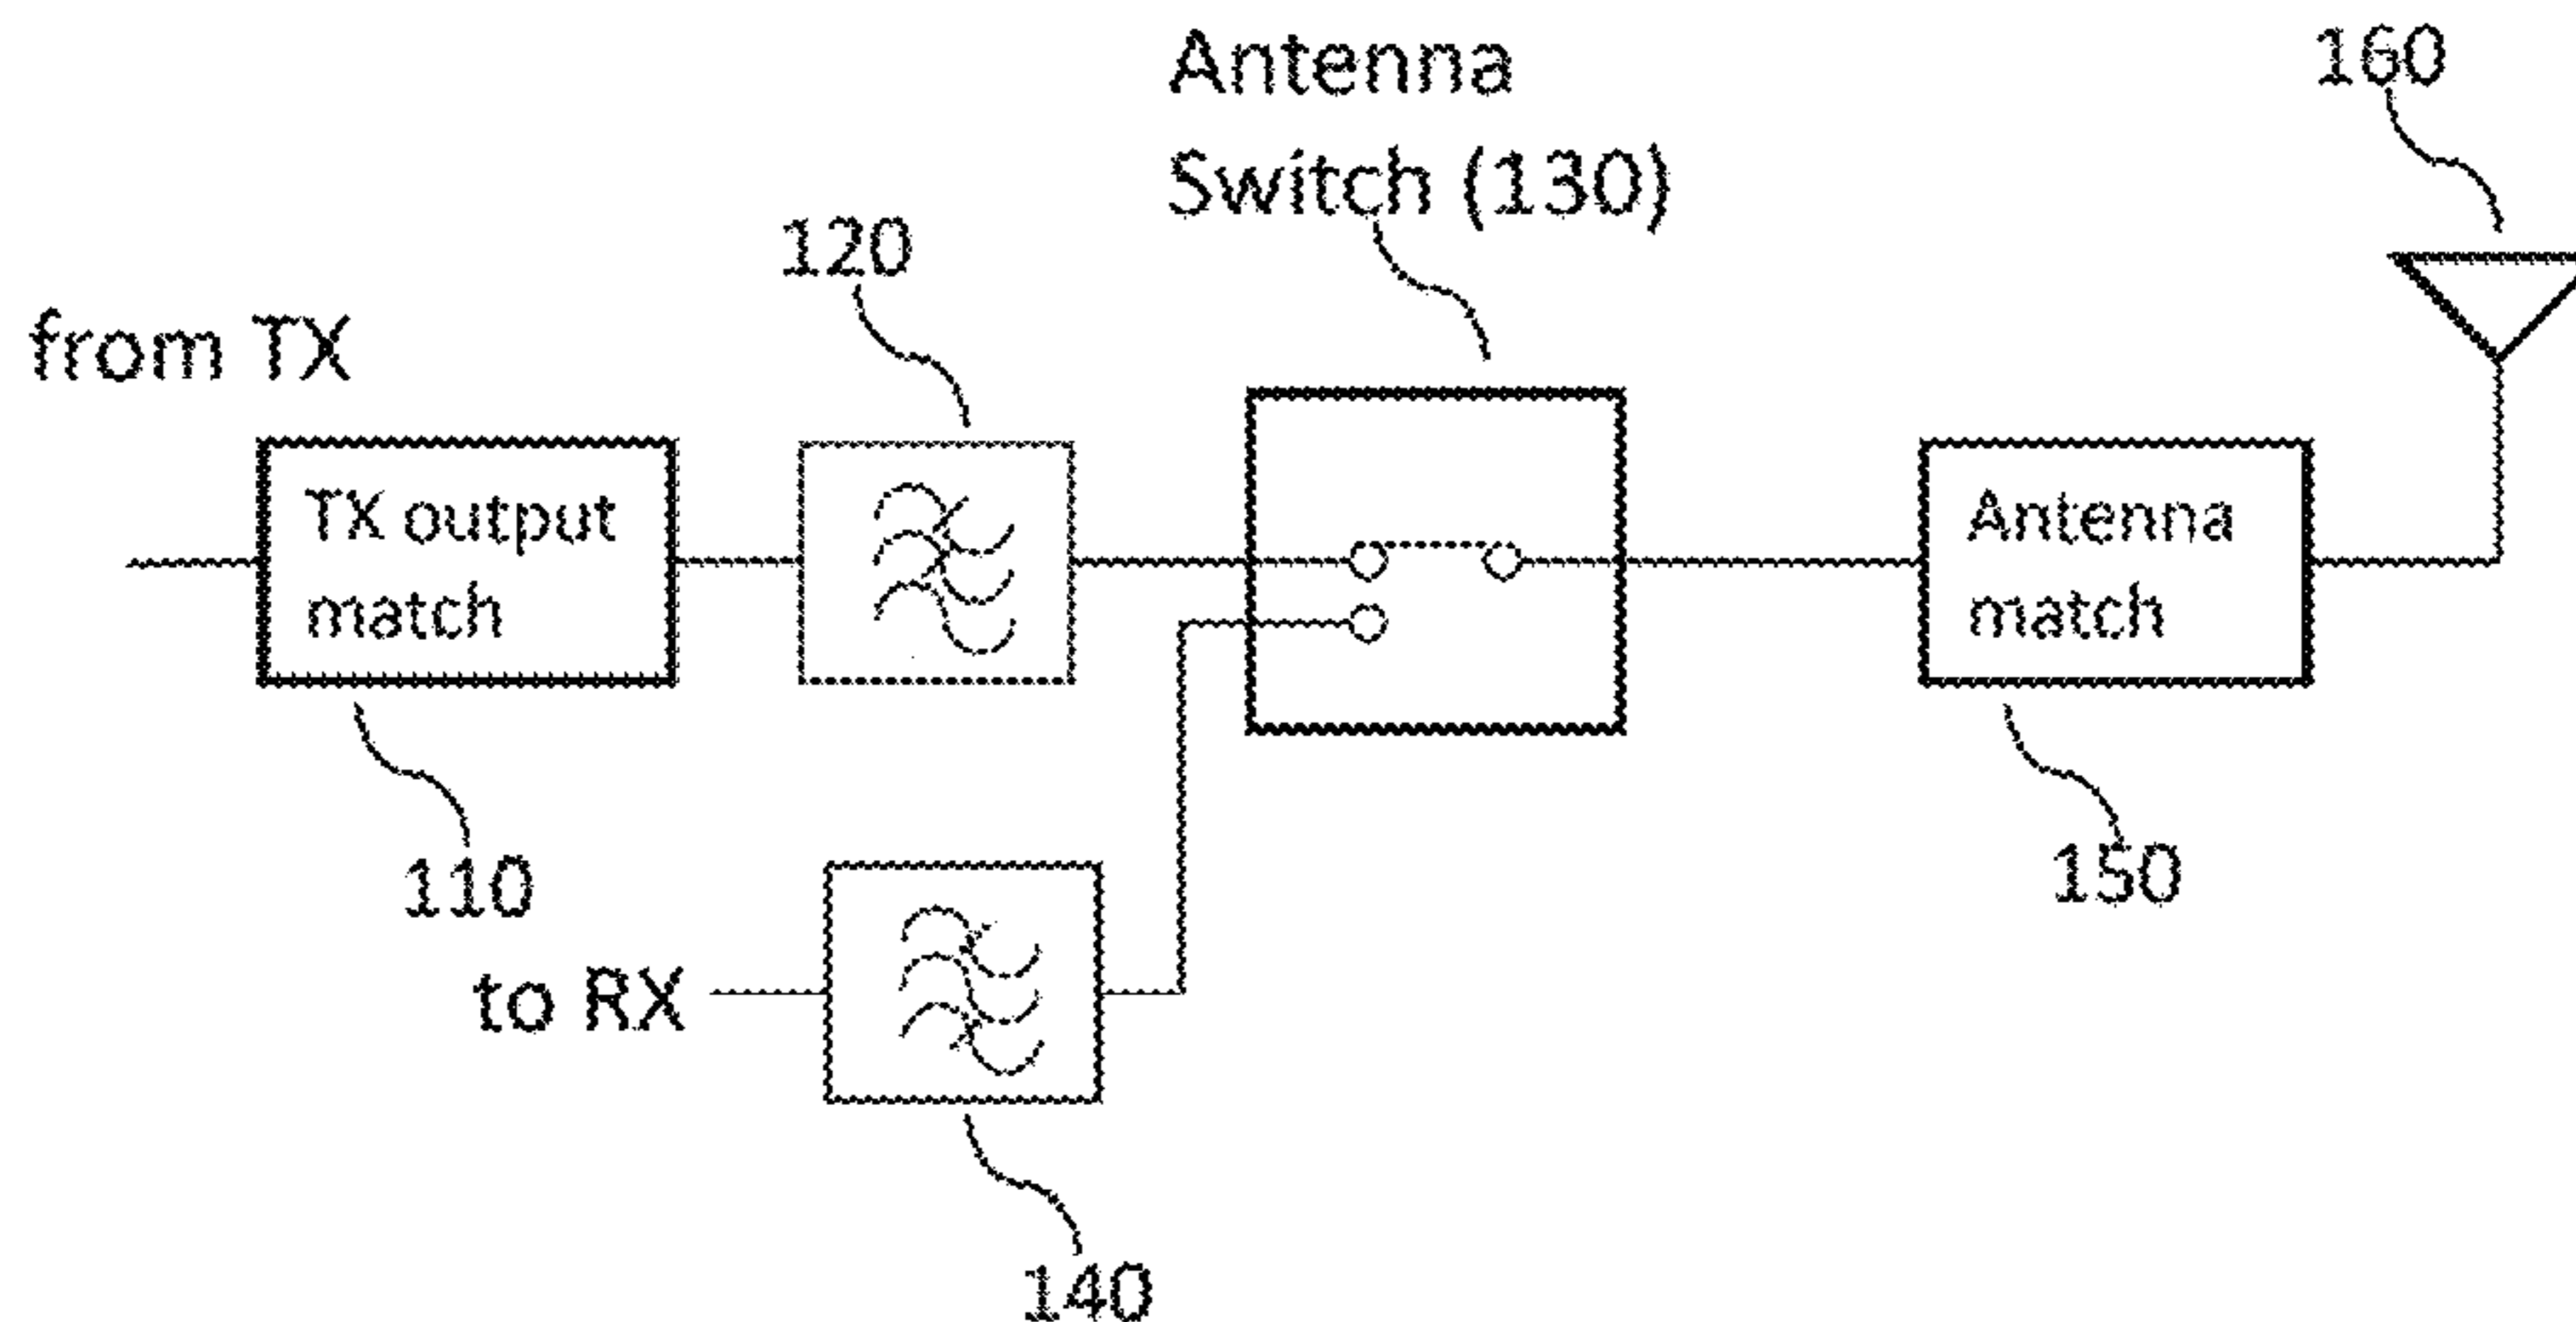 Antenna
Switch (130)
160
120
from TX
TX output
match
Antenna
match
110
150
to RX
140